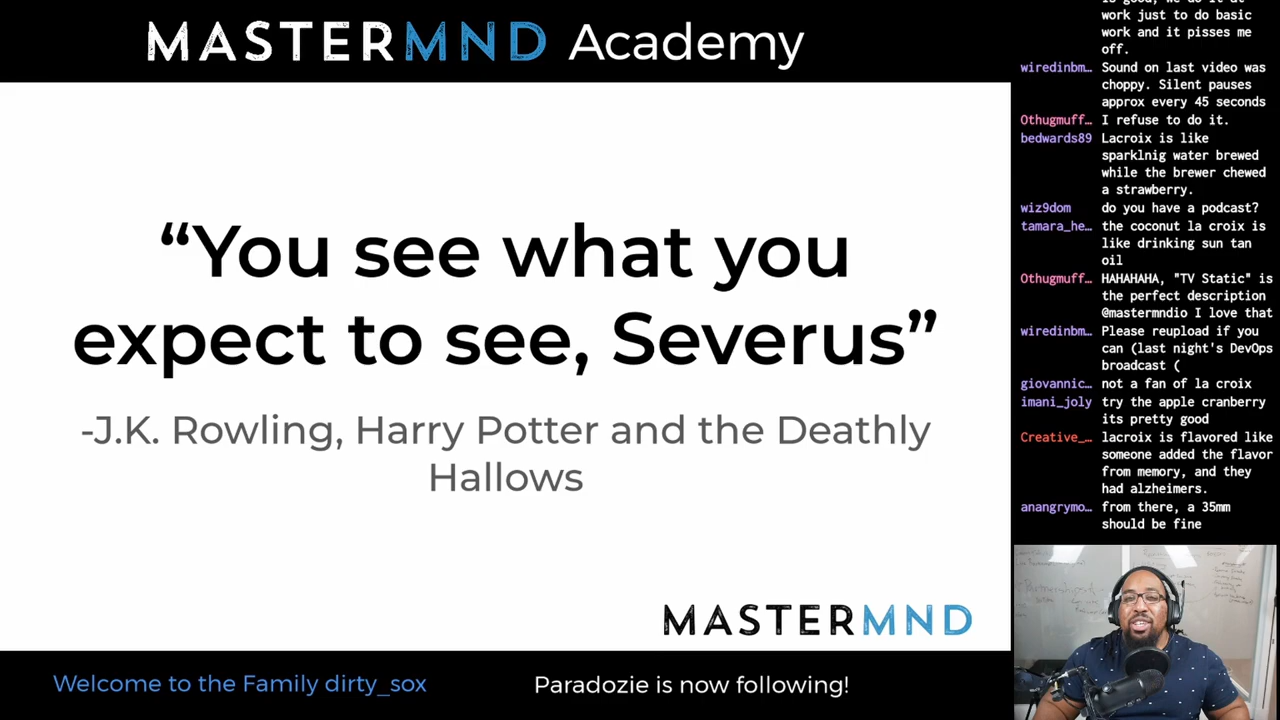 MASTERMND Academy
“You see what you
expect to see, Severus”
-J.K. Rowling, Harry Potter and the Deathly
Hallows
MASTERMND
Welcome to the Family dirty_sox
Paradozie is now following!
work just to do basic
work and it pisses me
off.
wiredinbm… Sound on last video was
choppy. Silent pauses
approx every 45 seconds
Othugmuff… I refuse to do it.
bedwards89 Lacroix is like
sparklnig water brewed
while the brewer chewed
a strawberry.
wiz9dom do you have a podcast?
tamara_he… the coconut la croix is
like drinking sun tan
oil
Othugmuff… HAHAHAHA, "TV Static" is
the perfect description
@mastermndio I love that
wiredinbm… Please reupload if you
can (last night's DevOps
broadcast (
giovannic… not a fan of la croix
imani_joly try the apple cranberry
its pretty good
Creative_… lacroix is flavored like
someone added the flavor
from memory, and they
had alzheimers.
anangrymo… from there, a 35mm
should be fine